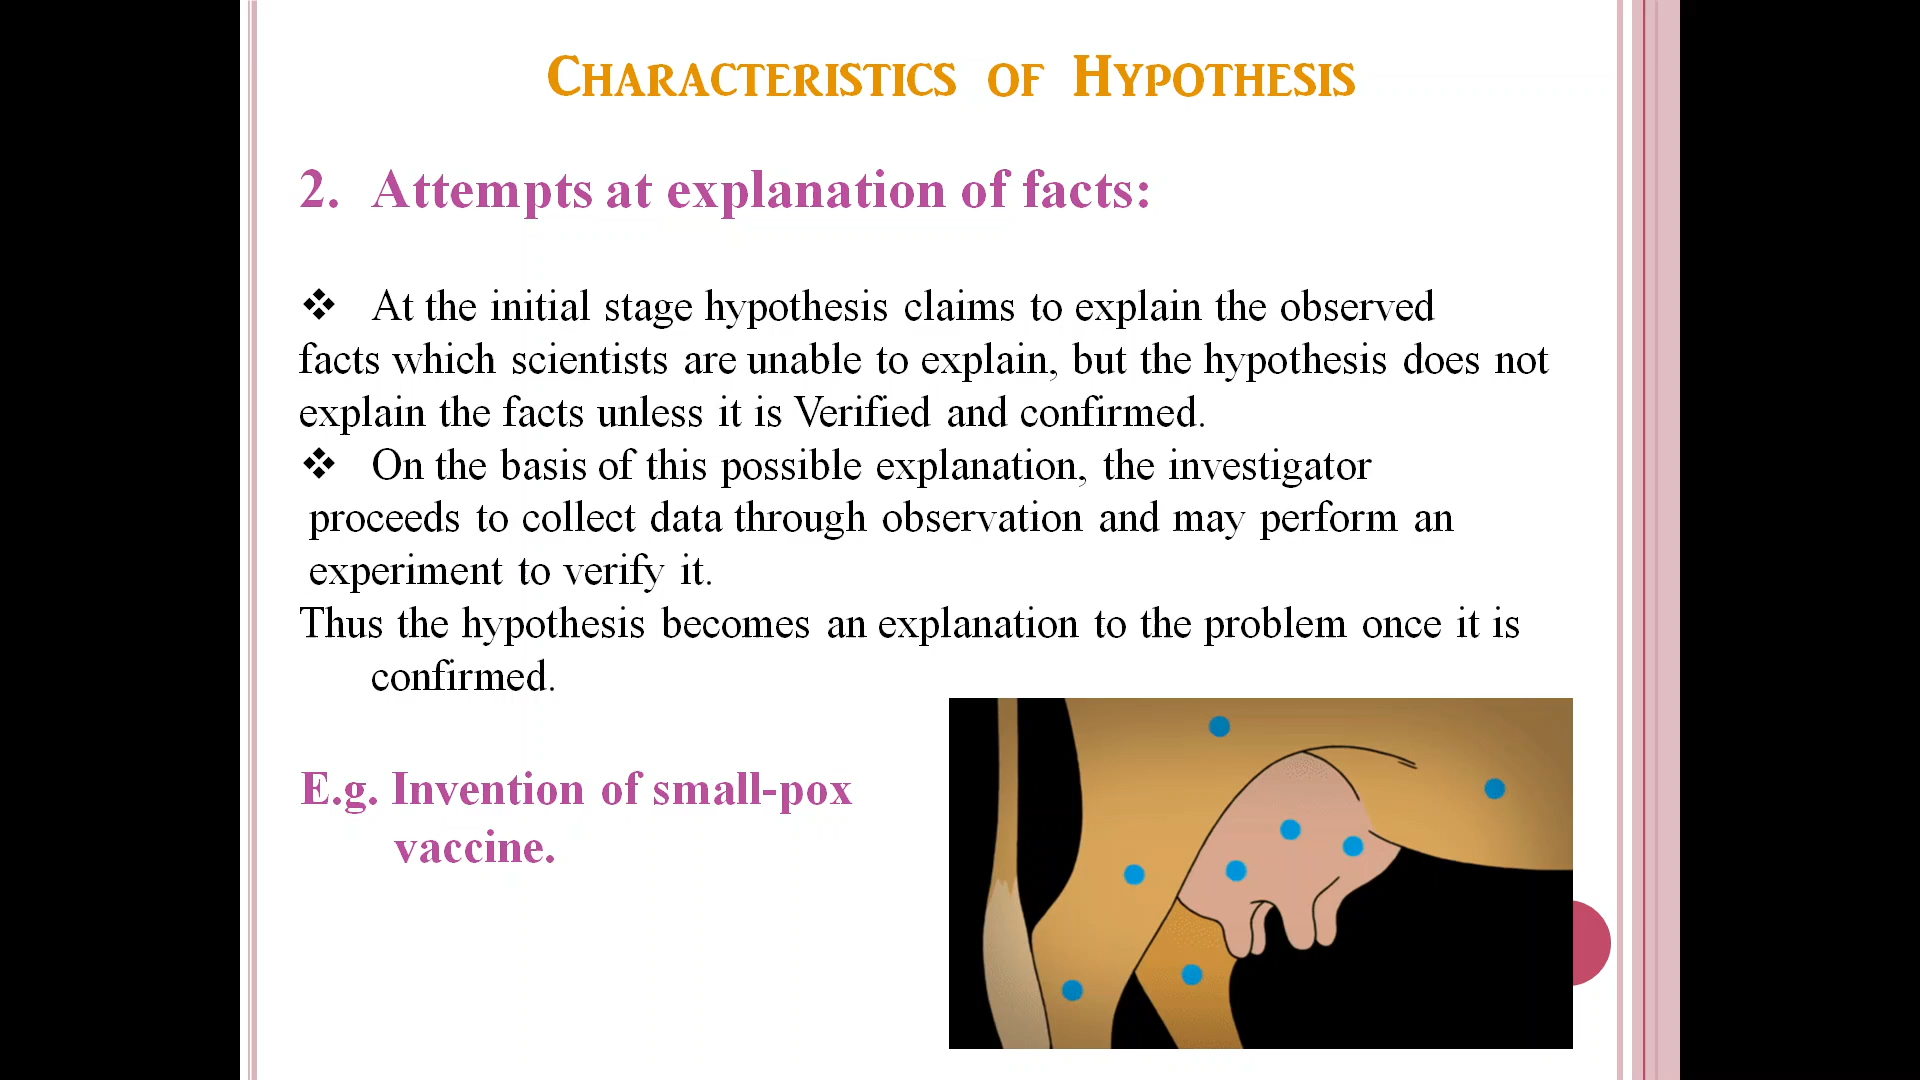 Characteristics of Hypothesis
2. Attempts at explanation of facts:
❖ At the initial stage hypothesis claims to explain the observed
facts which scientists are unable to explain, but the hypothesis does not
explain the facts unless it is Verified and confirmed.
❖ On the basis of this possible explanation, the investigator
proceeds to collect data through observation and may perform an
experiment to verify it.
Thus the hypothesis becomes an explanation to the problem once it is
confirmed.
E.g. Invention of small-pox
vaccine.